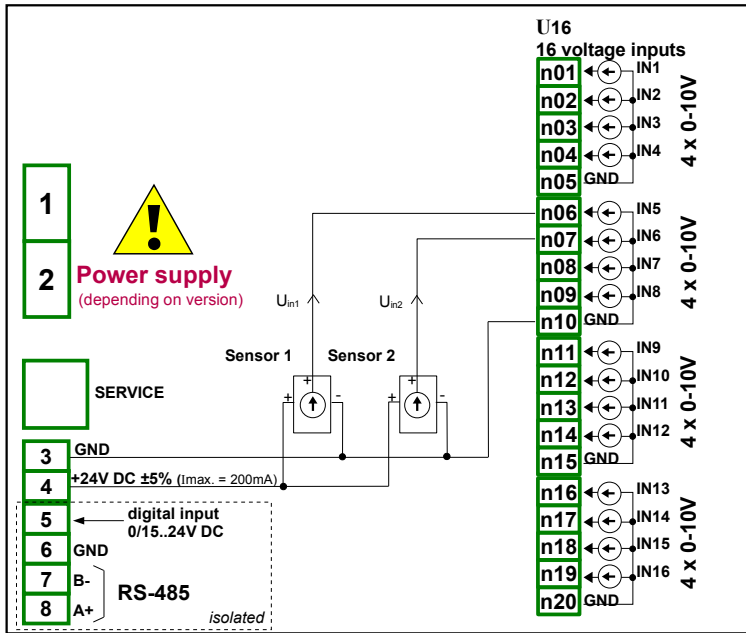 U16
16 voltage inputs
n01 IN1
n02 IN2
n03 IN3
n04 IN4
n05 GND
4 x 0-10V
n06 IN5
n07 IN6
n08 IN7
n09 IN8
n10 GND
4 x 0-10V
n11 IN9
n12 IN10
n13 IN11
n14 IN12
n15 GND
4 x 0-10V
n16 IN13
n17 IN14
n18 IN15
n19 IN16
n20 GND
4 x 0-10V
1
2
!
Power supply
(depending on version)
Uin1
Uin2
Sensor 1
Sensor 2
+
+ -
+
+ -
SERVICE
3 GND
4 +24V DC ±5% (Imax. = 200mA)
5 digital input
0/15..24V DC
6 GND
7 B-
8 A+
RS-485
isolated